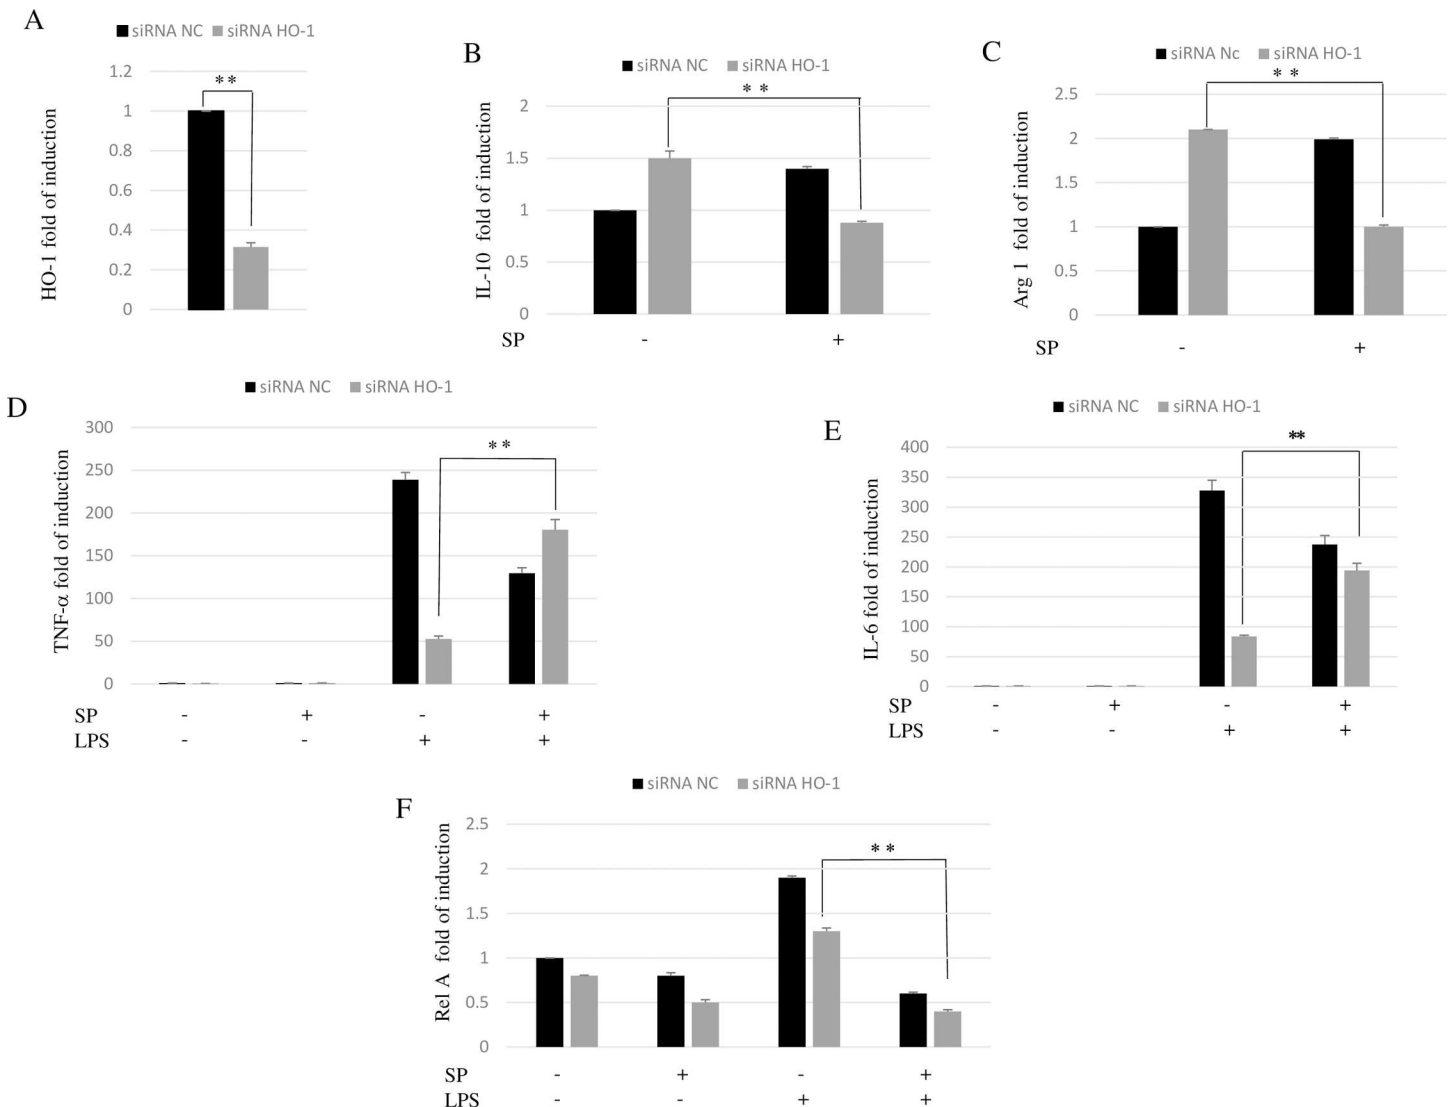 A
siRNA NC siRNA HO-1
HO-1 fold of induction
1.2
1
0.8
0.6
0.4
0.2
0
**
B
siRNA NC siRNA HO-1
IL-10 fold of induction
2
1.5
1
0.5
0
* *
SP - +
C
siRNA Nc siRNA HO-1
Arg 1 fold of induction
2.5
2
1.5
1
0.5
0
* *
SP - +
D
siRNA NC siRNA HO-1
TNF-α fold of induction
300
250
200
150
100
50
0
* *
SP - + - +
LPS - - + +
E
siRNA NC siRNA HO-1
IL-6 fold of induction
400
350
300
250
200
150
100
50
0
**
SP - + - +
LPS - - + +
F
siRNA NC siRNA HO-1
Rel A fold of induction
2.5
2
1.5
1
0.5
0
* *
SP - + - +
LPS - - + +